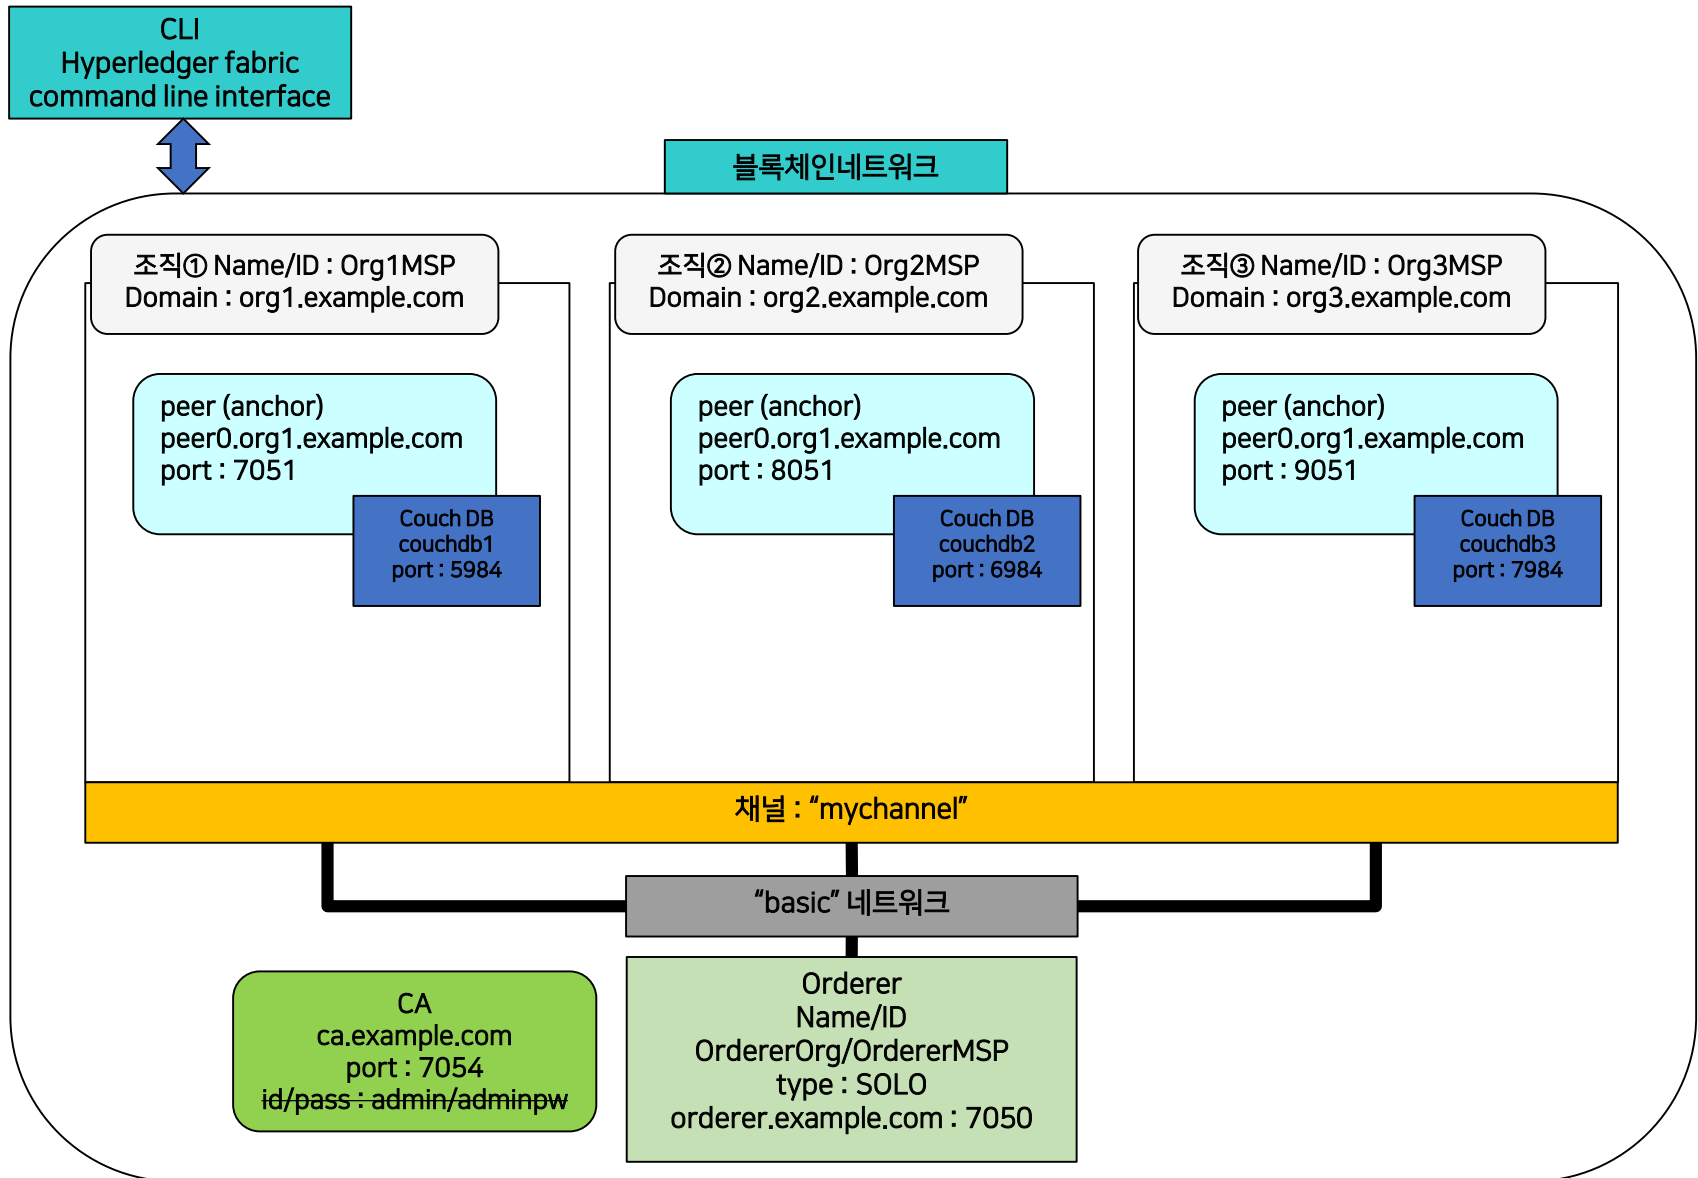 CLI
Hyperledger fabric
command line interface
블록체인네트워크
조직① Name/ID : Org1MSP
Domain : org1.example.com
조직② Name/ID : Org2MSP
Domain : org2.example.com
조직③ Name/ID : Org3MSP
Domain : org3.example.com
peer (anchor)
peer0.org1.example.com
port : 7051
Couch DB
couchdb1
port : 5984
peer (anchor)
peer0.org1.example.com
port : 8051
Couch DB
couchdb2
port : 6984
peer (anchor)
peer0.org1.example.com
port : 9051
Couch DB
couchdb3
port : 7984
채널 : “mychannel”
“basic” 네트워크
CA
ca.example.com
port : 7054
id/pass : admin/adminpw
Orderer
Name/ID
OrdererOrg/OrdererMSP
type : SOLO
orderer.example.com : 7050